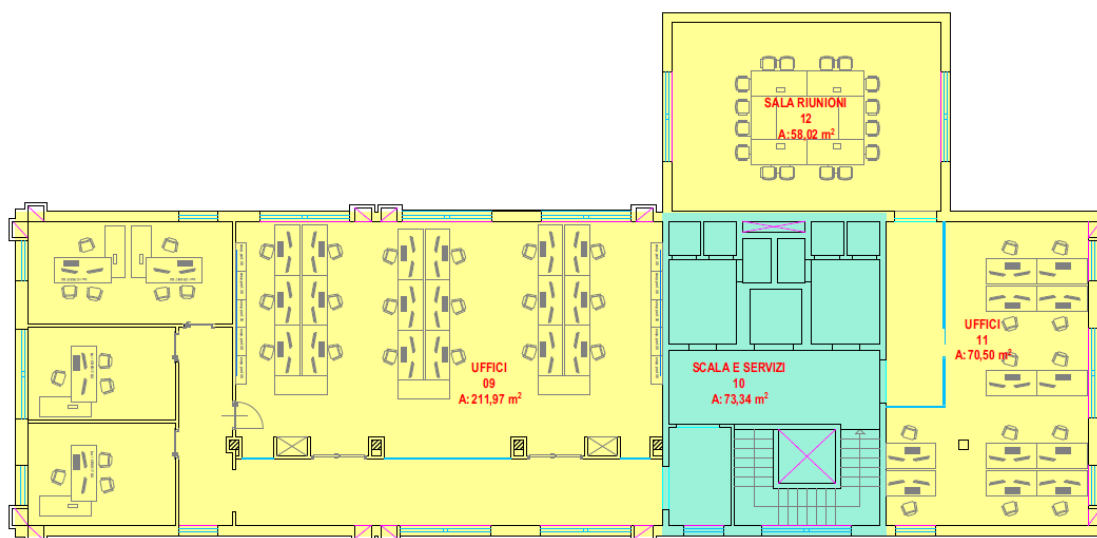 SALA RIUNIONI
12
A: 58,02 m²
UFFICI
09
A: 211,97 m²
SCALA E SERVIZI
10
A: 73,34 m²
UFFICI
11
A: 70,50 m²